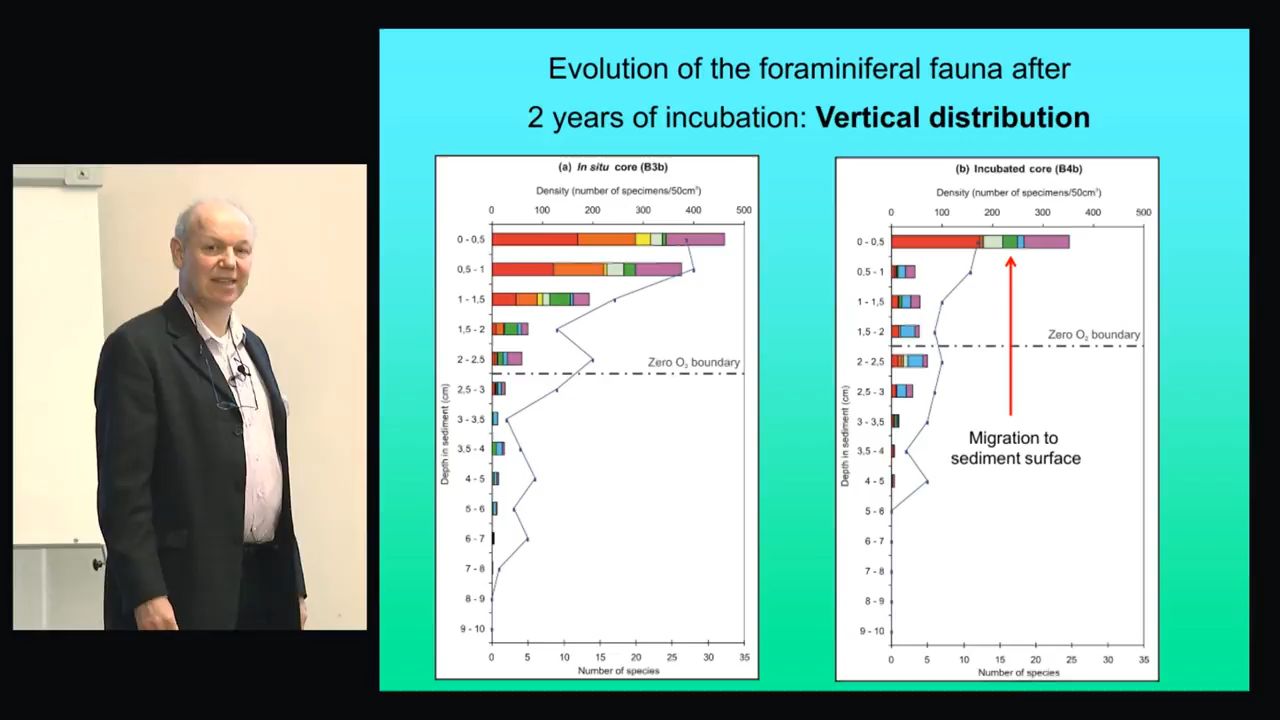 Evolution of the foraminiferal fauna after
2 years of incubation: Vertical distribution
(a) In situ core (B3b)
Density (number of specimens/50cm³)
0 100 200 300 400 500
0 - 0,5
0,5 - 1
1 - 1,5
1,5 - 2
2 - 2,5
Zero O₂ boundary
2,5 - 3
3 - 3,5
3,5 - 4
4 - 5
5 - 6
6 - 7
7 - 8
8 - 9
9 - 10
Depth in sediment (cm)
0 5 10 15 20 25 30 35
Number of species
(b) Incubated core (B4b)
Density (number of specimens/50cm³)
0 100 200 300 400 500
0 - 0,5
0,5 - 1
1 - 1,5
1,5 - 2
Zero O₂ boundary
2 - 2,5
2,5 - 3
3 - 3,5
3,5 - 4
4 - 5
5 - 6
6 - 7
7 - 8
8 - 9
9 - 10
Depth in sediment (cm)
Migration to
sediment surface
0 5 10 15 20 25 30 35
Number of species